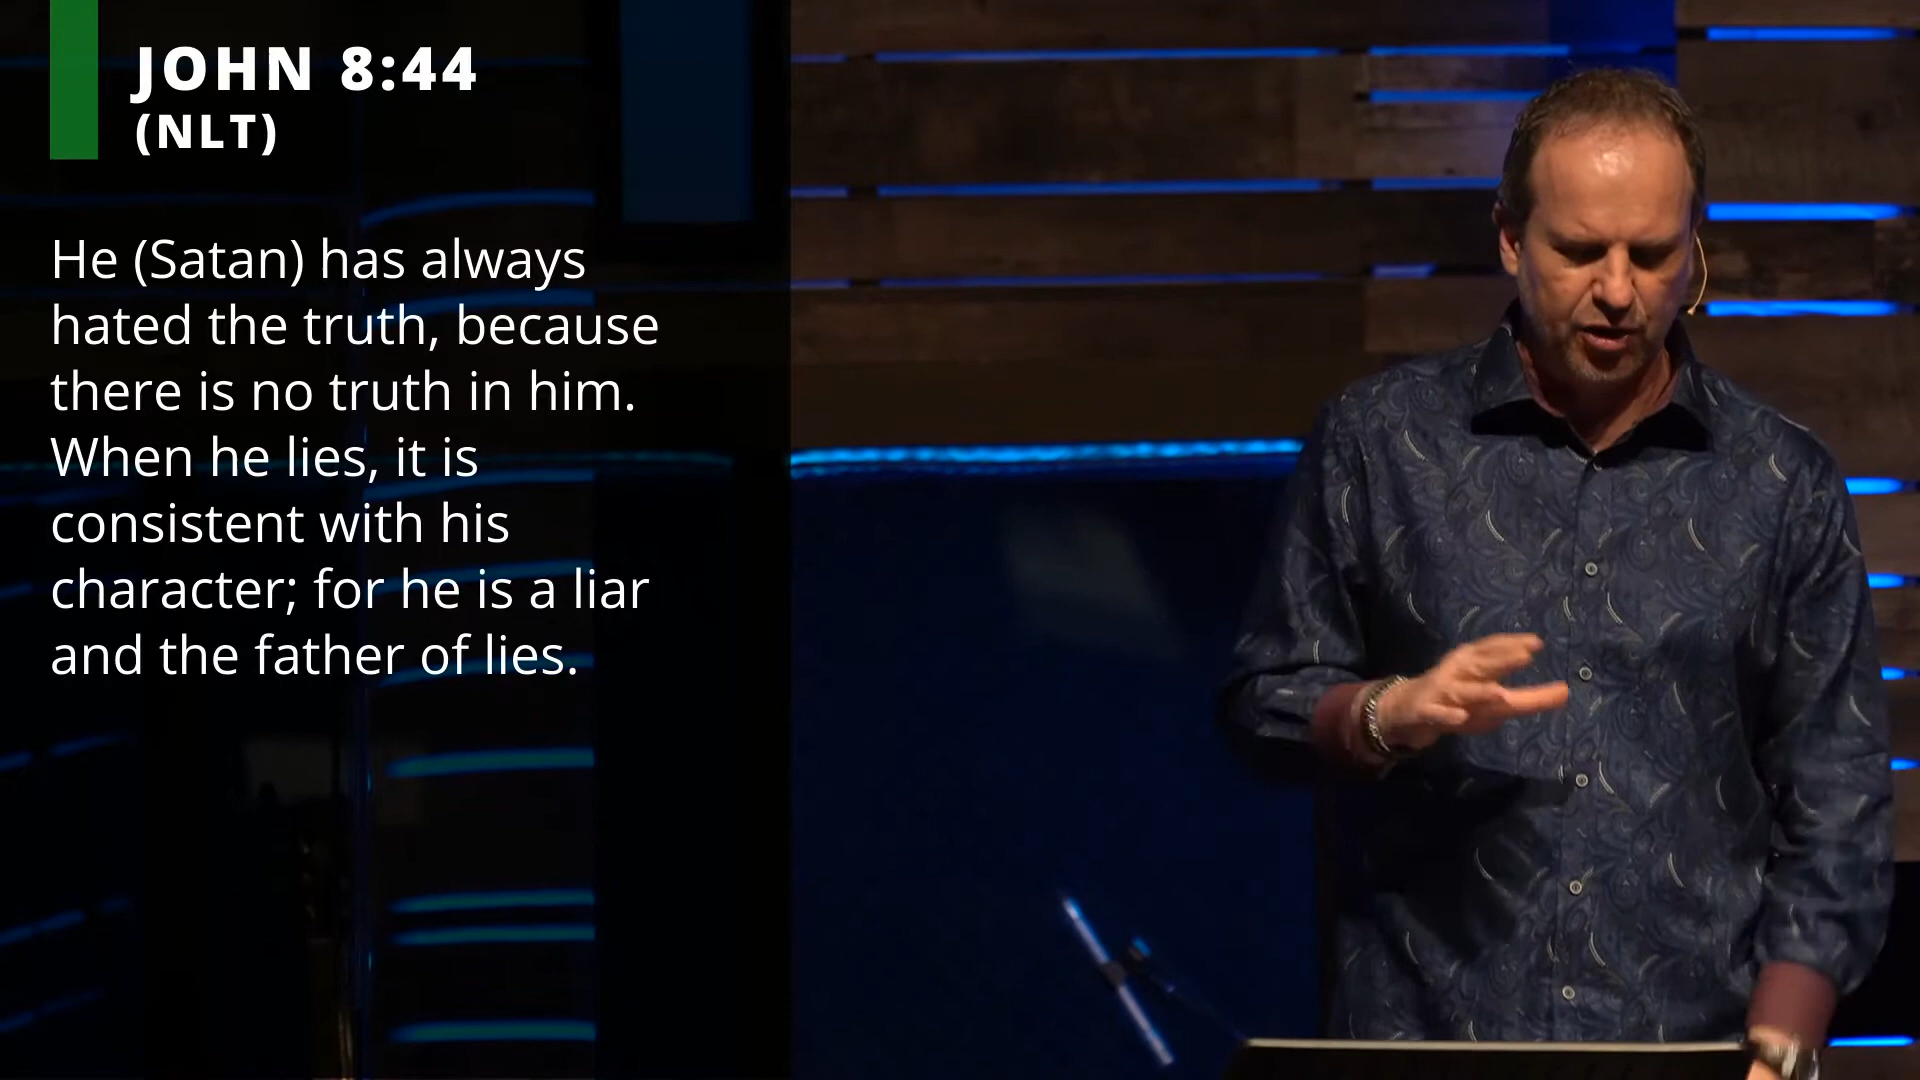 JOHN 8:44
(NLT)
He (Satan) has always
hated the truth, because
there is no truth in him.
When he lies, it is
consistent with his
character; for he is a liar
and the father of lies.